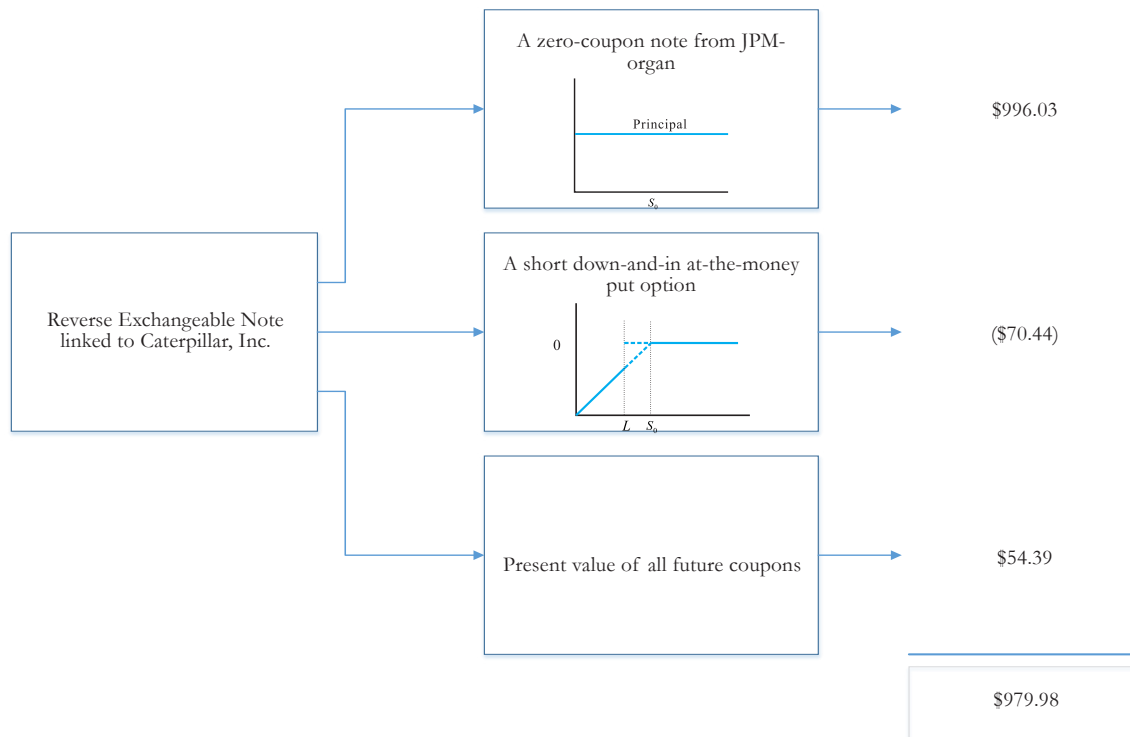 A zero-coupon note from JPM-
organ
Principal
S₀
$996.03
Reverse Exchangeable Note
linked to Caterpillar, Inc.
A short down-and-in at-the-money
put option
0
L S₀
($70.44)
Present value of all future coupons
$54.39
$979.98